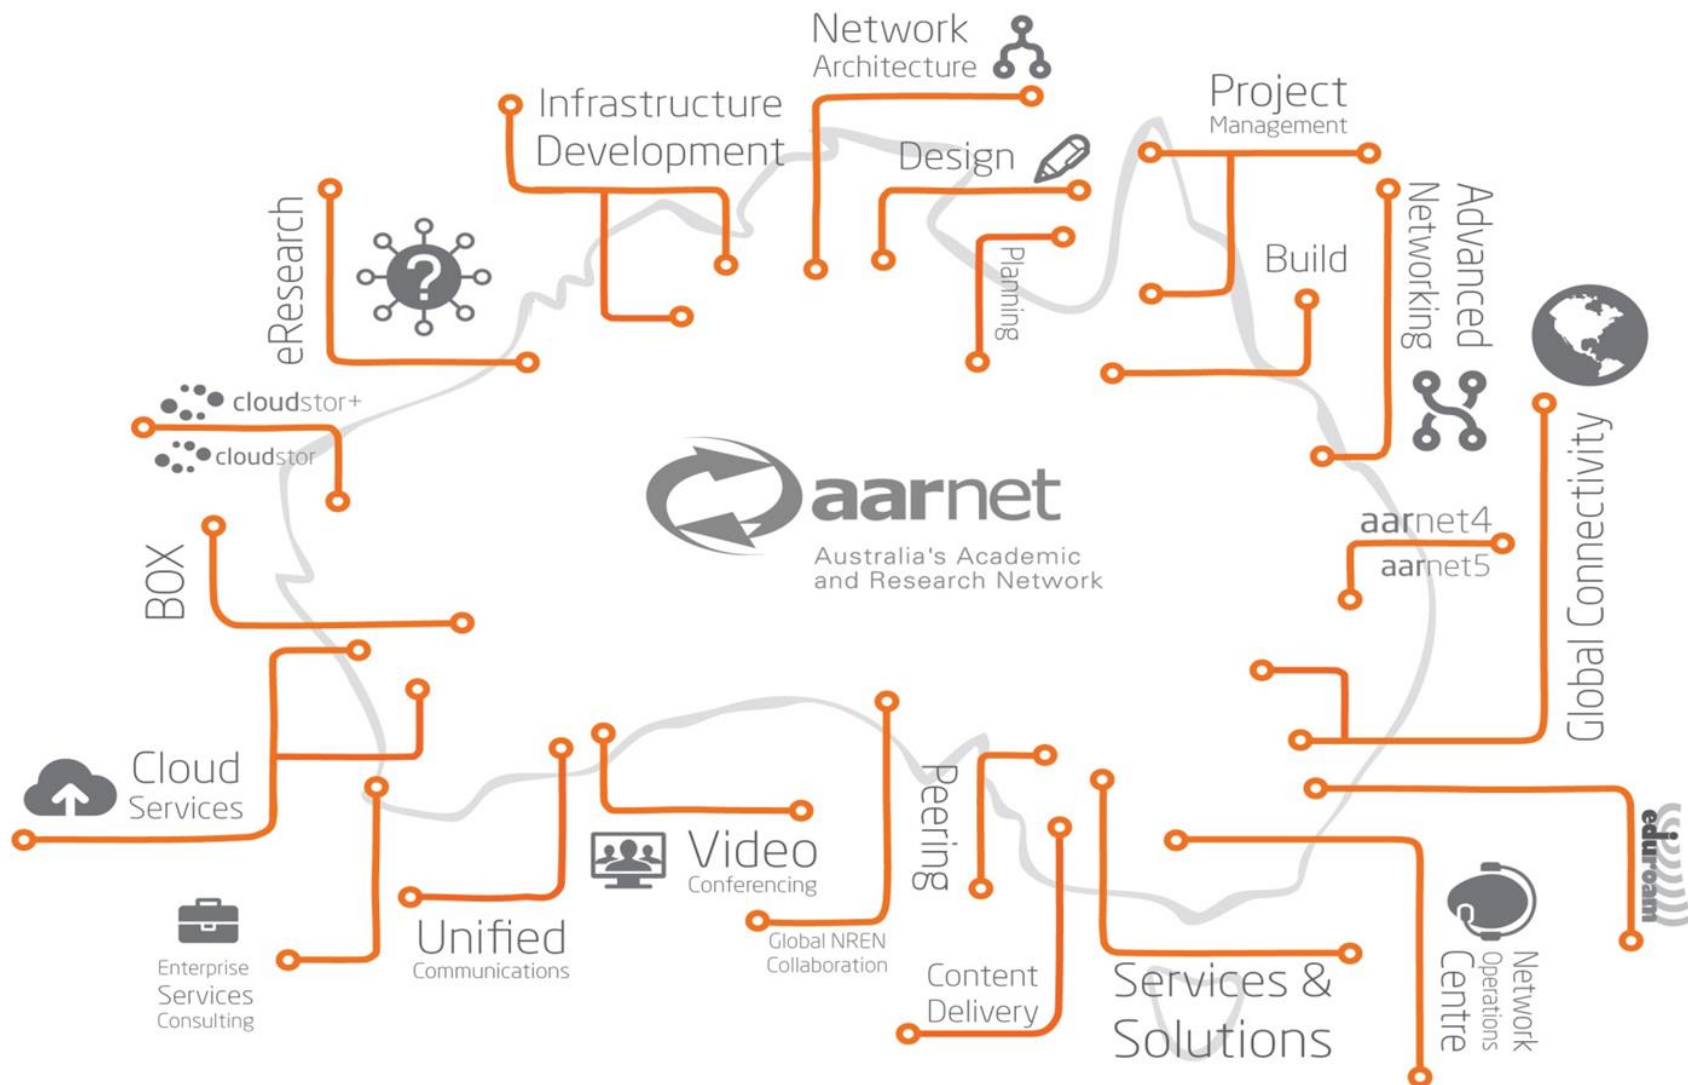 Network
Architecture
Infrastructure
Development
Project
Management
Design
Planning
Build
Advanced
Networking
eResearch
cloudstor+
cloudstor
aarnet
Australia's Academic
and Research Network
aarnet4
aarnet5
Global Connectivity
BOX
Cloud
Services
Enterprise
Services
Consulting
Unified
Communications
Video
Conferencing
Global NREN
Collaboration
Peering
Content
Delivery
Services &
Solutions
Network
Operations
Centre
eduroam
?